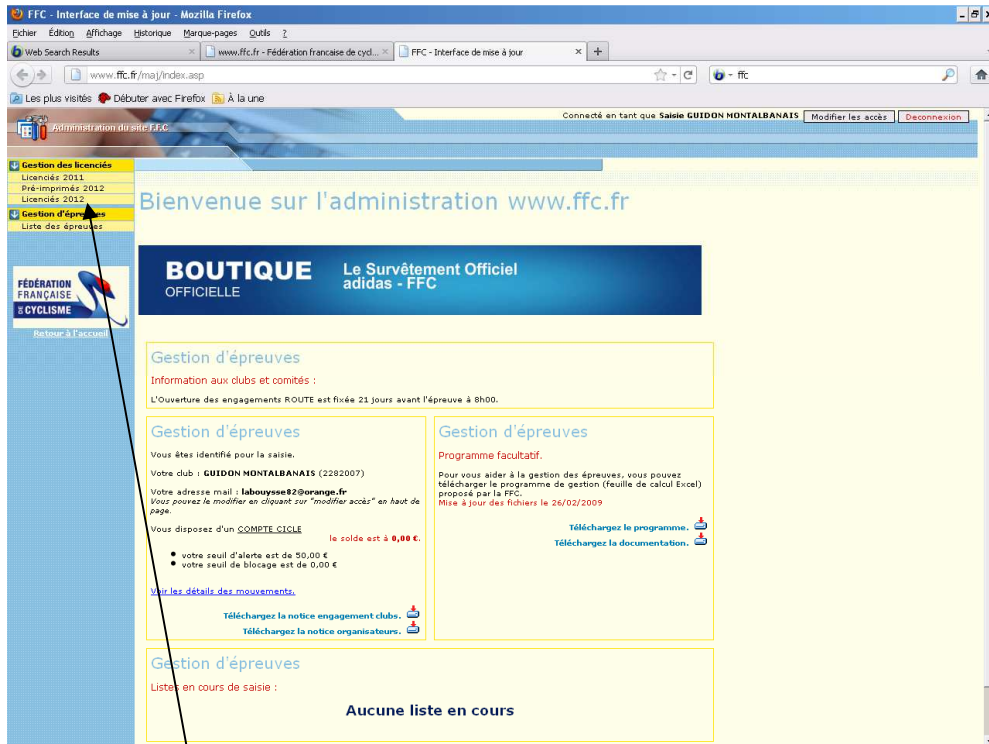 FFC - Interface de mise à jour - Mozilla Firefox
Fichier Édition Affichage Historique Marque-pages Outils ?
Web Search Results
www.ffc.fr - Fédération francaise de cycl...
FFC - Interface de mise à jour
www.ffc.fr/maj/index.asp
ffc
Les plus visités Débuter avec Firefox À la une
Administration du site F.F.C
Connecté en tant que Saisie GUIDON MONTALBANAIS Modifier les accès Deconnexion
Gestion des licenciés
Licenciés 2011
Pré-imprimés 2012
Licenciés 2012
Gestion d'épreuves
Liste des épreuves
FÉDÉRATION
FRANÇAISE
DE CYCLISME
Retour à l'accueil
Bienvenue sur l'administration www.ffc.fr
BOUTIQUE
OFFICIELLE
Le Survêtement Officiel
adidas - FFC
Gestion d'épreuves
Information aux clubs et comités :
L'Ouverture des engagements ROUTE est fixée 21 jours avant l'épreuve à 8h00.
Gestion d'épreuves
Vous êtes identifié pour la saisie.
Votre club : GUIDON MONTALBANAIS (2282007)
Votre adresse mail : labouysse82@orange.fr
Vous pouvez le modifier en cliquant sur "modifier accès" en haut de
page.
Vous disposez d'un COMPTE CICLE
le solde est à 0,00 €.
votre seuil d'alerte est de 50,00 €
votre seuil de blocage est de 0,00 €
Voir les détails des mouvements.
Téléchargez la notice engagement clubs.
Téléchargez la notice organisateurs.
Gestion d'épreuves
Programme facultatif.
Pour vous aider à la gestion des épreuves, vous pouvez
télécharger le programme de gestion (feuille de calcul Excel)
proposé par la FFC.
Mise à jour des fichiers le 26/02/2009
Téléchargez le programme.
Téléchargez la documentation.
Gestion d'épreuves
Listes en cours de saisie :
Aucune liste en cours